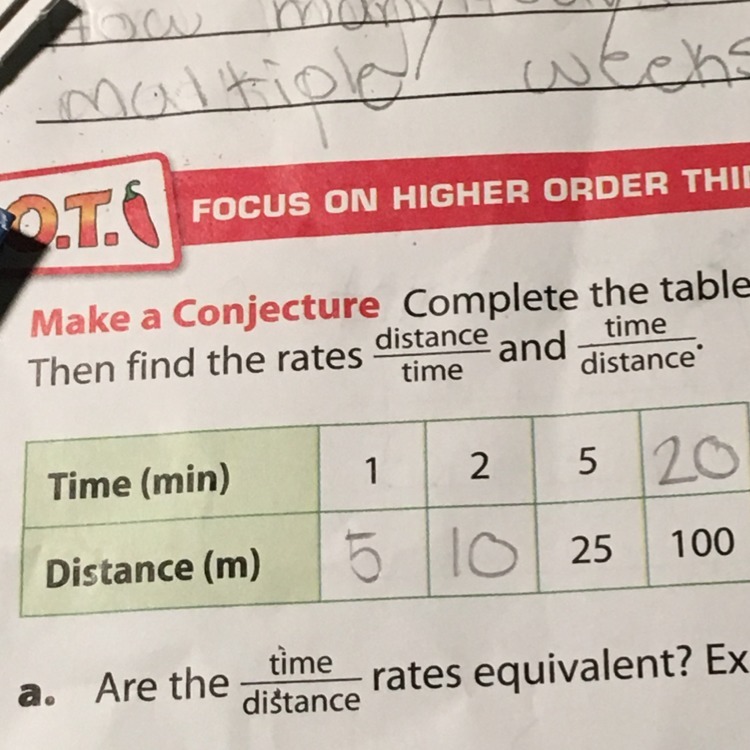 How many
multiple weeks
O.T. FOCUS ON HIGHER ORDER THI
Make a Conjecture Complete the table
Then find the rates distance/time and time/distance.
Time (min) 1 2 5 20
Distance (m) 5 10 25 100
a. Are the time/distance rates equivalent? Ex